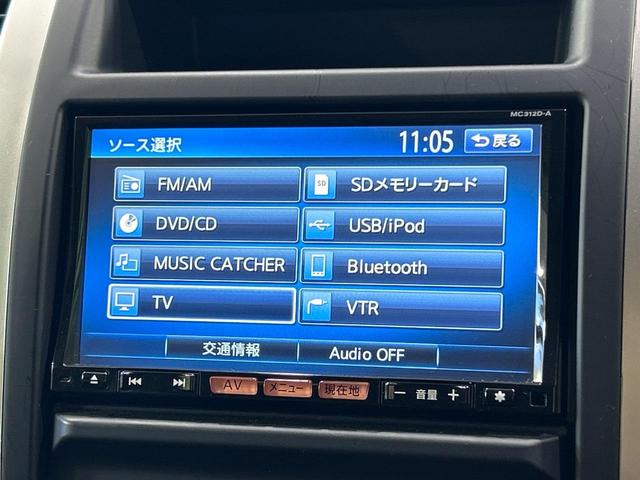 MC312D-A
ソース選択 11:05 戻る
FM/AM SDメモリーカード
SD
DVD/CD USB/iPod
MUSIC CATCHER Bluetooth
TV VTR
交通情報 Audio OFF
AV メニュー 現在地 音量